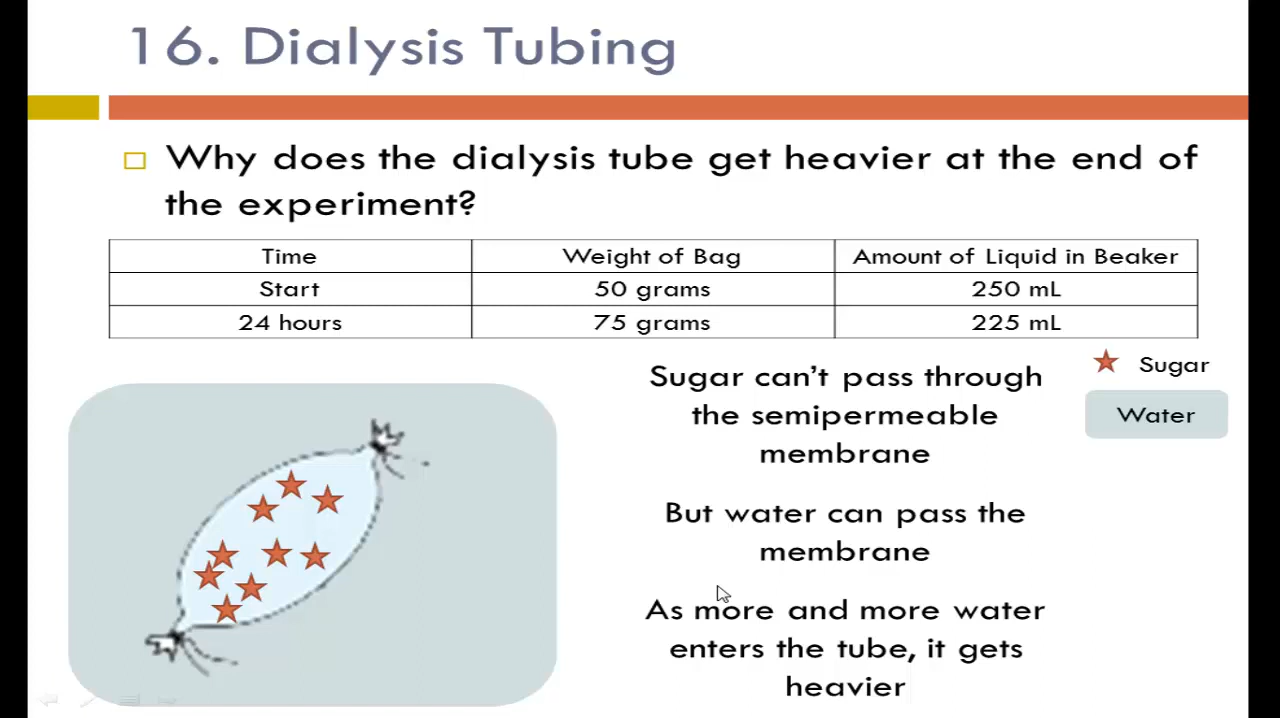 16. Dialysis Tubing
Why does the dialysis tube get heavier at the end of
the experiment?
Time Weight of Bag Amount of Liquid in Beaker
Start 50 grams 250 mL
24 hours 75 grams 225 mL
Sugar can't pass through
the semipermeable
membrane
But water can pass the
membrane
As more and more water
enters the tube, it gets
heavier
Sugar
Water